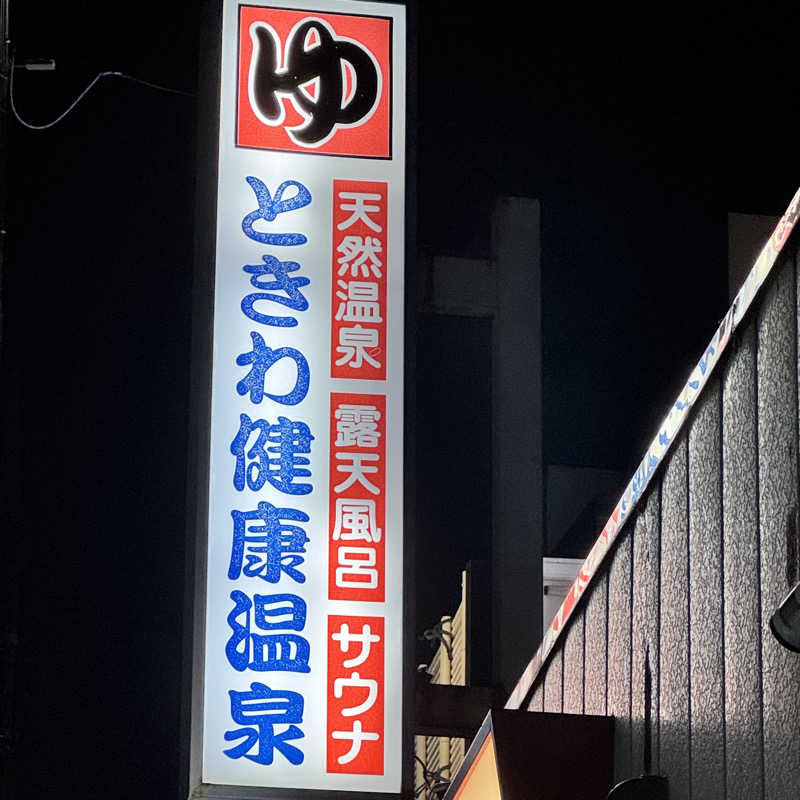 ゆ
天然温泉
露天風呂
サウナ
ときわ健康温泉